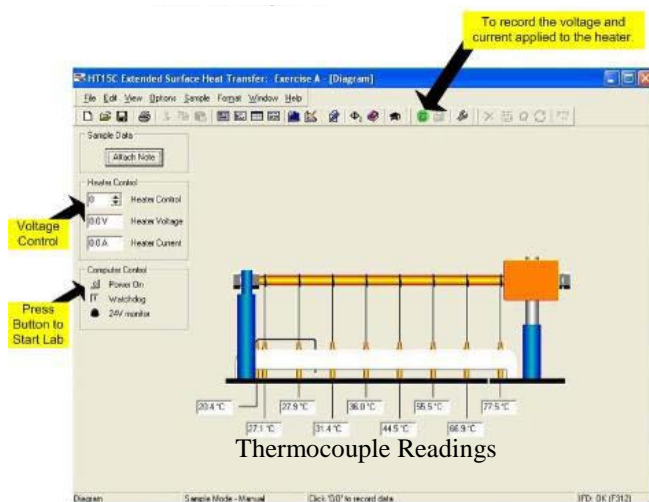 To record the voltage and
current applied to the heater.
HT15C Extended Surface Heat Transfer: Exercise A - [Diagram]
File Edit View Options Sample Format Window Help
Sample Data
Attach Note
Heater Control
0 Heater Control
0.0 V Heater Voltage
0.0 A Heater Current
Voltage
Control
Computer Control
Power On
Watchdog
24V monitor
Press
Button to
Start Lab
20.4 °C 27.9 °C 36.0 °C 55.5 °C 77.5 °C
27.1 °C 31.4 °C 44.5 °C 66.9 °C
Thermocouple Readings
Diagram Sample Mode - Manual Click 'GO' to record data IFD: OK (F312)